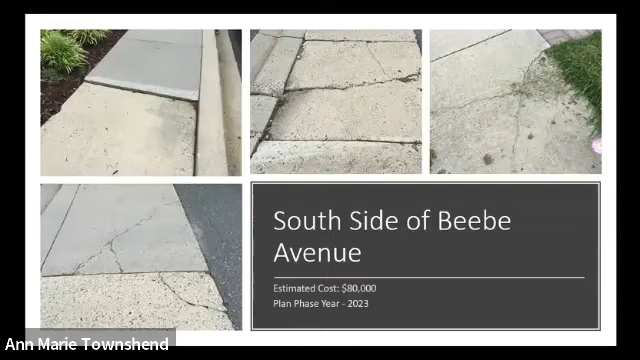 South Side of Beebe
Avenue
Estimated Cost: $80,000
Plan Phase Year - 2023
Ann Marie Townshend